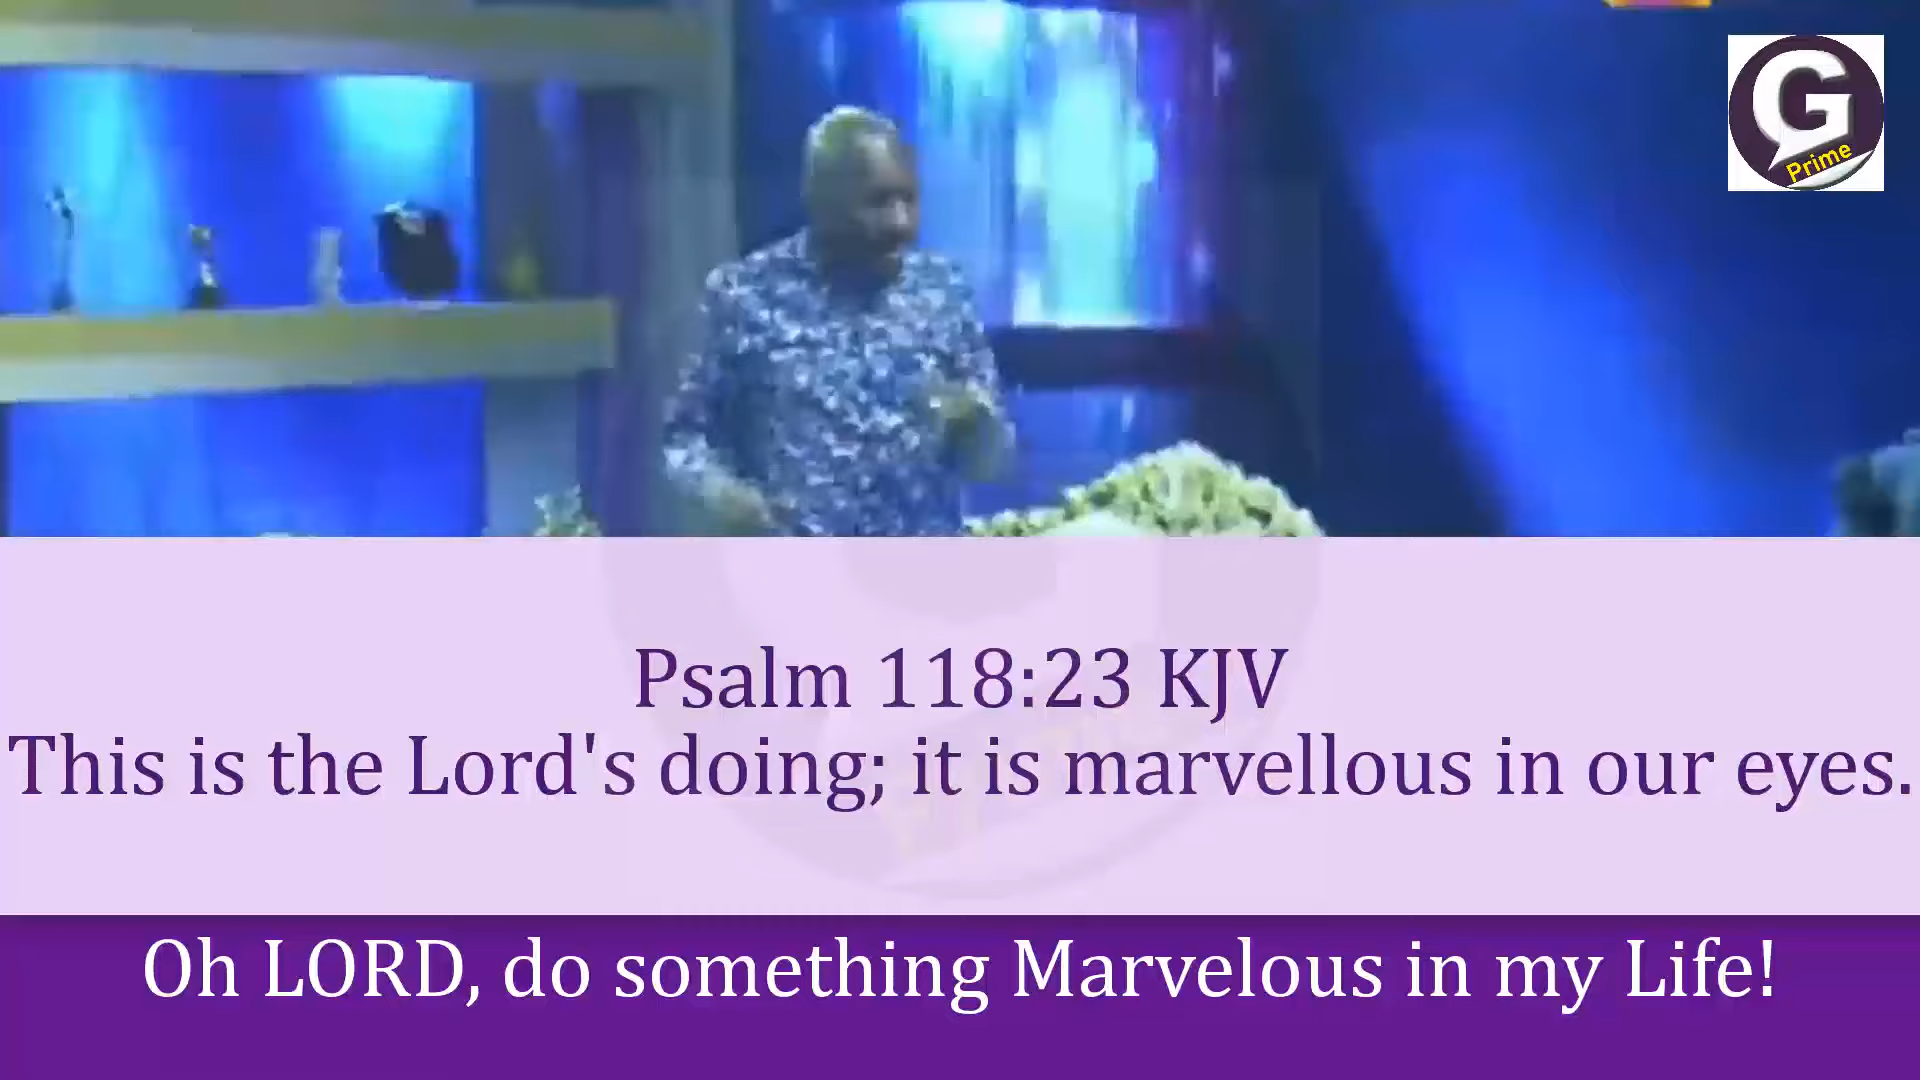 G
Prime
Psalm 118:23 KJV
This is the Lord's doing; it is marvellous in our eyes.
Oh LORD, do something Marvelous in my Life!